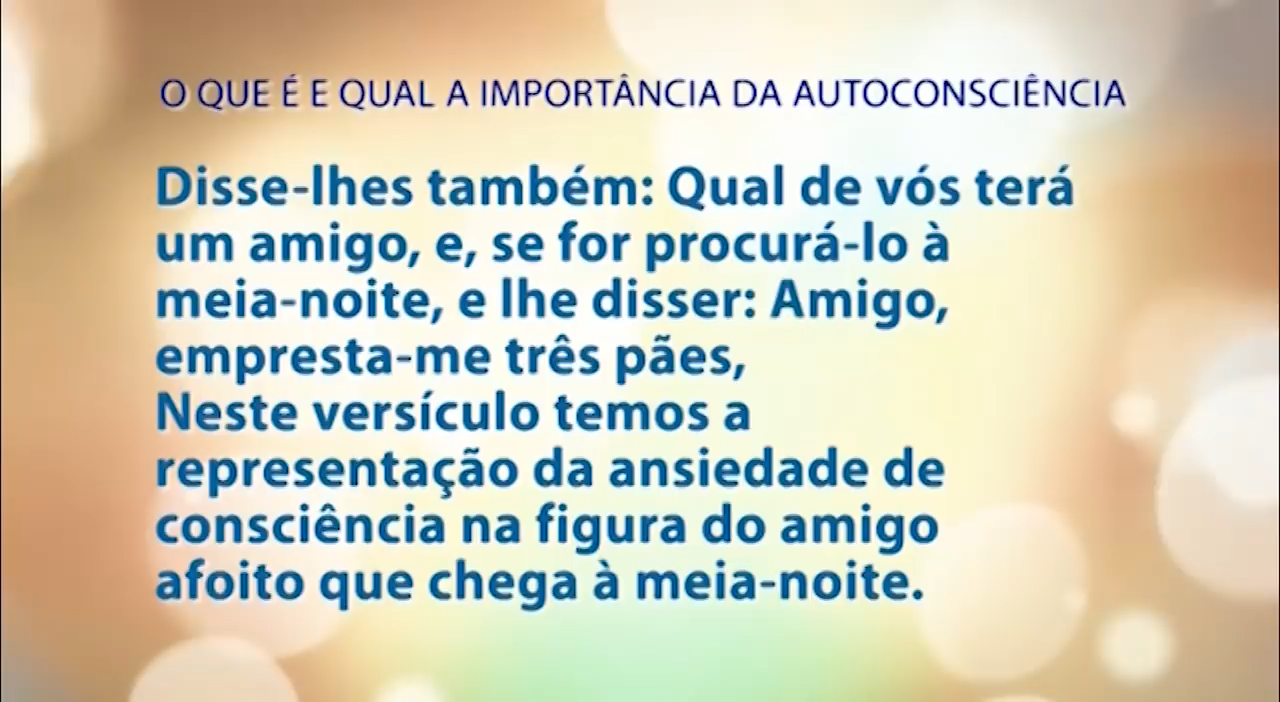 O QUE É E QUAL A IMPORTÂNCIA DA AUTOCONSCIÊNCIA
Disse-lhes também: Qual de vós terá
um amigo, e, se for procurá-lo à
meia-noite, e lhe disser: Amigo,
empresta-me três pães,
Neste versículo temos a
representação da ansiedade de
consciência na figura do amigo
afoito que chega à meia-noite.